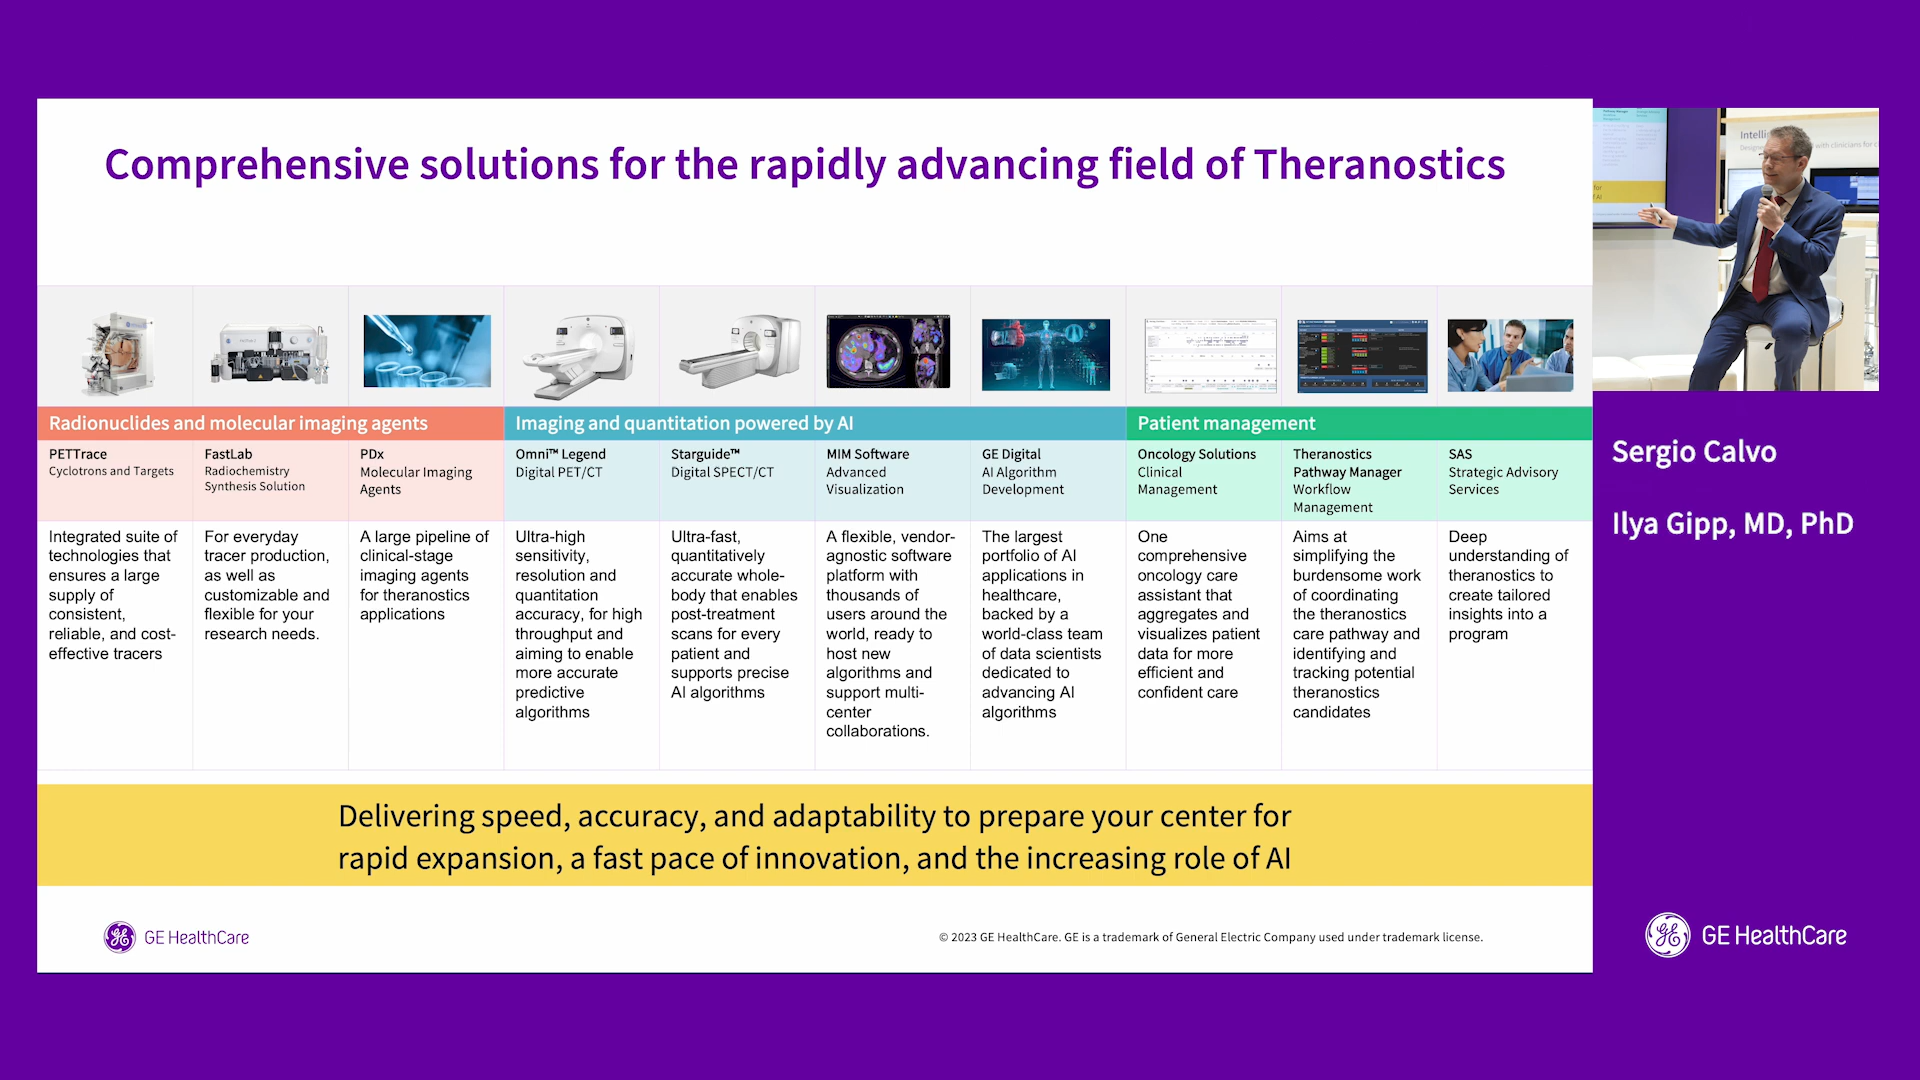 Comprehensive solutions for the rapidly advancing field of Theranostics
Radionuclides and molecular imaging agents
Imaging and quantitation powered by AI
Patient management
PETTrace
Cyclotrons and Targets
FastLab
Radiochemistry
Synthesis Solution
PDx
Molecular Imaging
Agents
Omni™ Legend
Digital PET/CT
Starguide™
Digital SPECT/CT
MIM Software
Advanced
Visualization
GE Digital
AI Algorithm
Development
Oncology Solutions
Clinical
Management
Theranostics
Pathway Manager
Workflow
Management
SAS
Strategic Advisory
Services
Integrated suite of
technologies that
ensures a large
supply of
consistent,
reliable, and cost-
effective tracers
For everyday
tracer production,
as well as
customizable and
flexible for your
research needs.
A large pipeline of
clinical-stage
imaging agents
for theranostics
applications
Ultra-high
sensitivity,
resolution and
quantitation
accuracy, for high
throughput and
aiming to enable
more accurate
predictive
algorithms
Ultra-fast,
quantitatively
accurate whole-
body that enables
post-treatment
scans for every
patient and
supports precise
AI algorithms
A flexible, vendor-
agnostic software
platform with
thousands of
users around the
world, ready to
host new
algorithms and
support multi-
center
collaborations.
The largest
portfolio of AI
applications in
healthcare,
backed by a
world-class team
of data scientists
dedicated to
advancing AI
algorithms
One
comprehensive
oncology care
assistant that
aggregates and
visualizes patient
data for more
efficient and
confident care
Aims at
simplifying the
burdensome work
of coordinating
the theranostics
care pathway and
identifying and
tracking potential
theranostics
candidates
Deep
understanding of
theranostics to
create tailored
insights into a
program
Delivering speed, accuracy, and adaptability to prepare your center for
rapid expansion, a fast pace of innovation, and the increasing role of AI
GE HealthCare
© 2023 GE HealthCare. GE is a trademark of General Electric Company used under trademark license.
Intelli
with clinicians for
Sergio Calvo
Ilya Gipp, MD, PhD
GE HealthCare